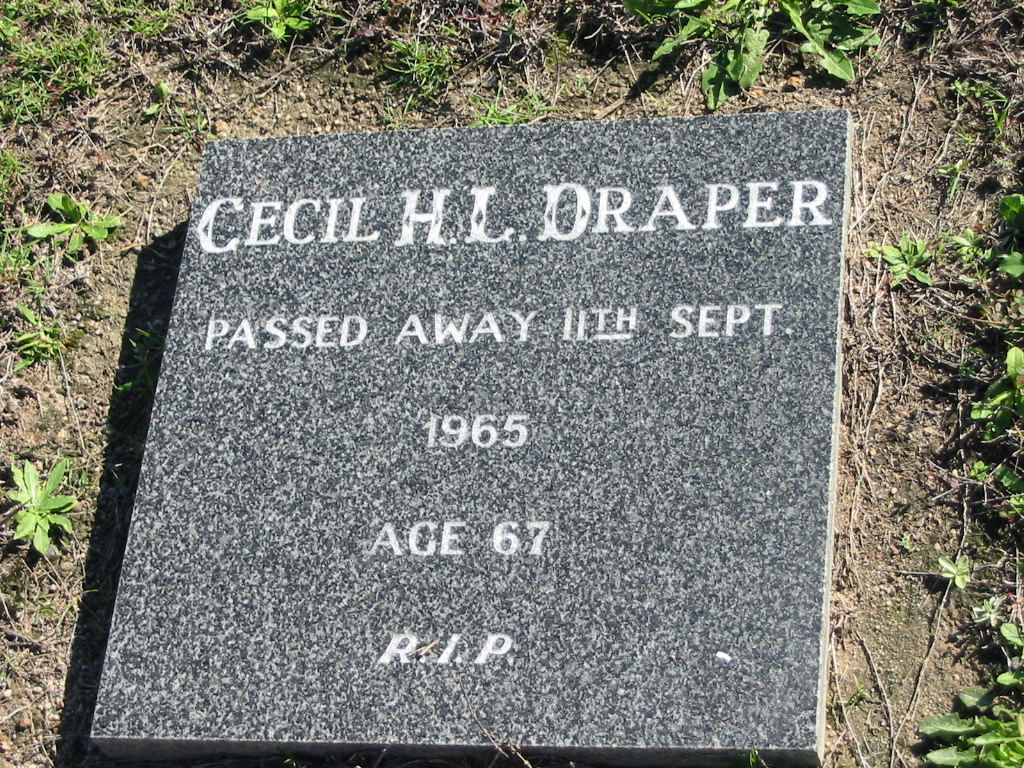 CECIL H.L. DRAPER
PASSED AWAY 11TH SEPT.
1965
AGE 67
R.I.P.